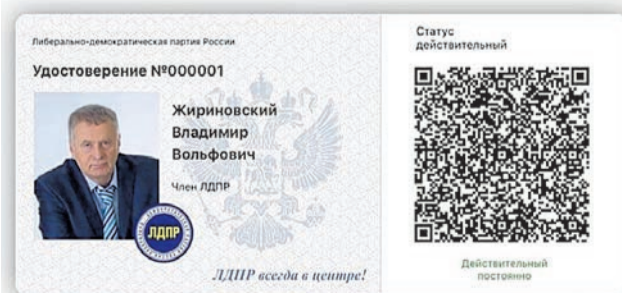 Либерально-демократическая партия России
Удостоверение №000001
Жириновский
Владимир
Вольфович
Член ЛДПР
ЛДПР
ЛДПР всегда в центре!
Статус
действительный
Действительный
постоянно